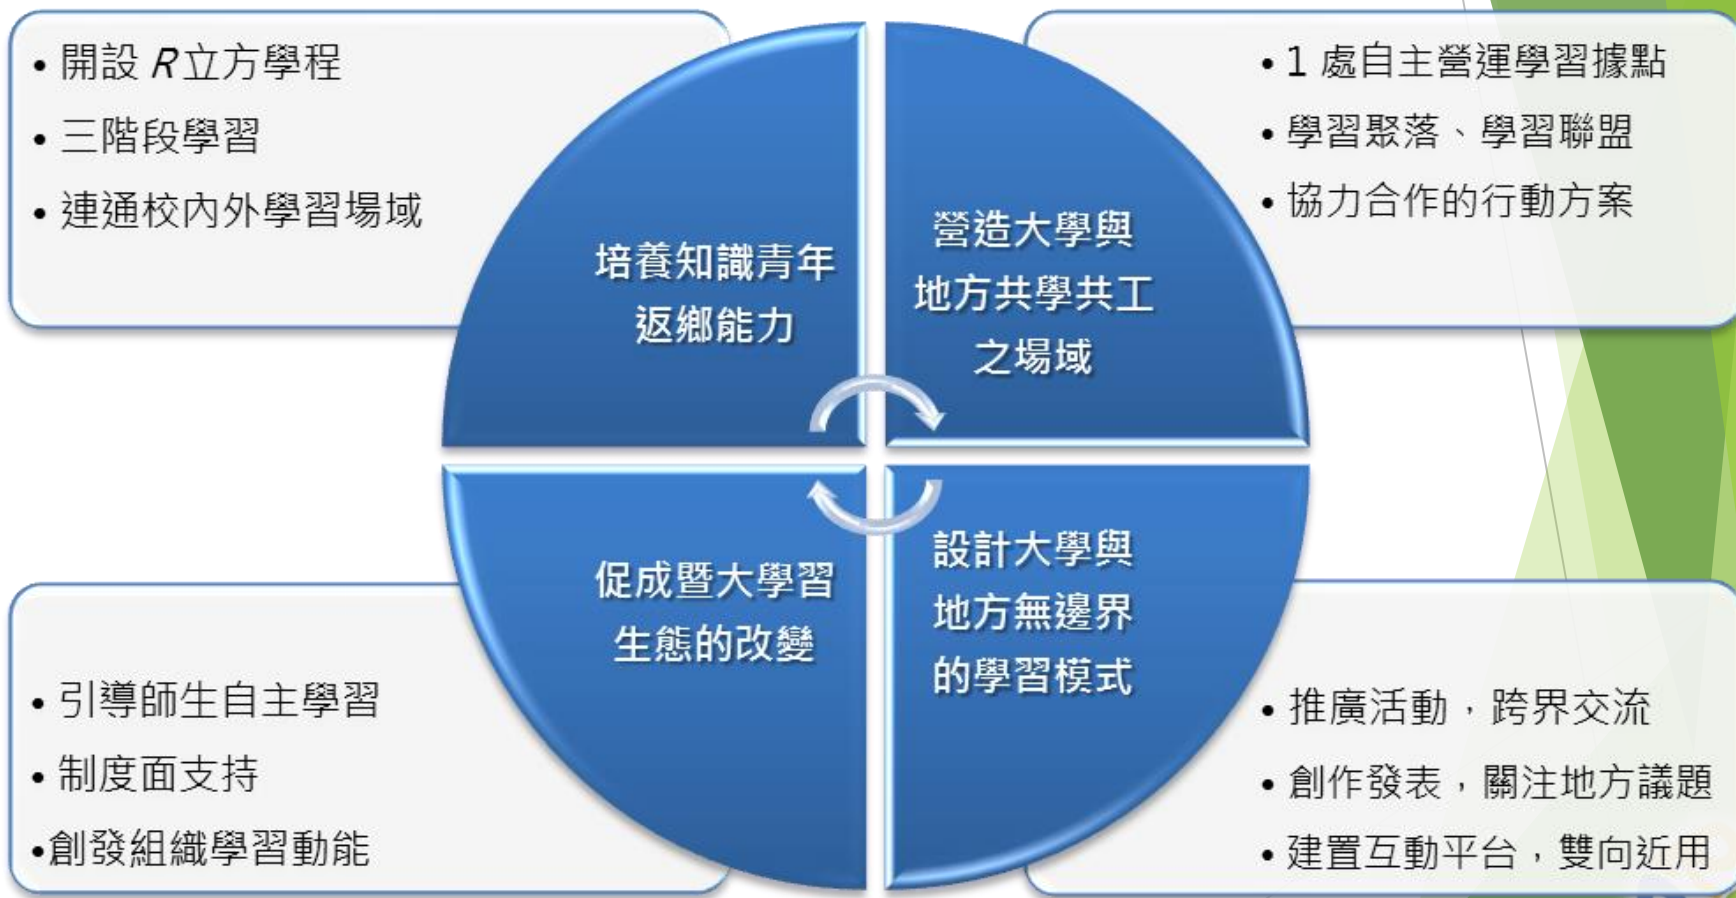 • 開設 R立方學程
• 三階段學習
• 連通校內外學習場域
培養知識青年
返鄉能力
• 1 處自主營運學習據點
• 學習聚落、學習聯盟
• 協力合作的行動方案
營造大學與
地方共學共工
之場域
促成暨大學習
生態的改變
• 引導師生自主學習
• 制度面支持
•創發組織學習動能
設計大學與
地方無邊界
的學習模式
• 推廣活動，跨界交流
• 創作發表，關注地方議題
• 建置互動平台，雙向近用